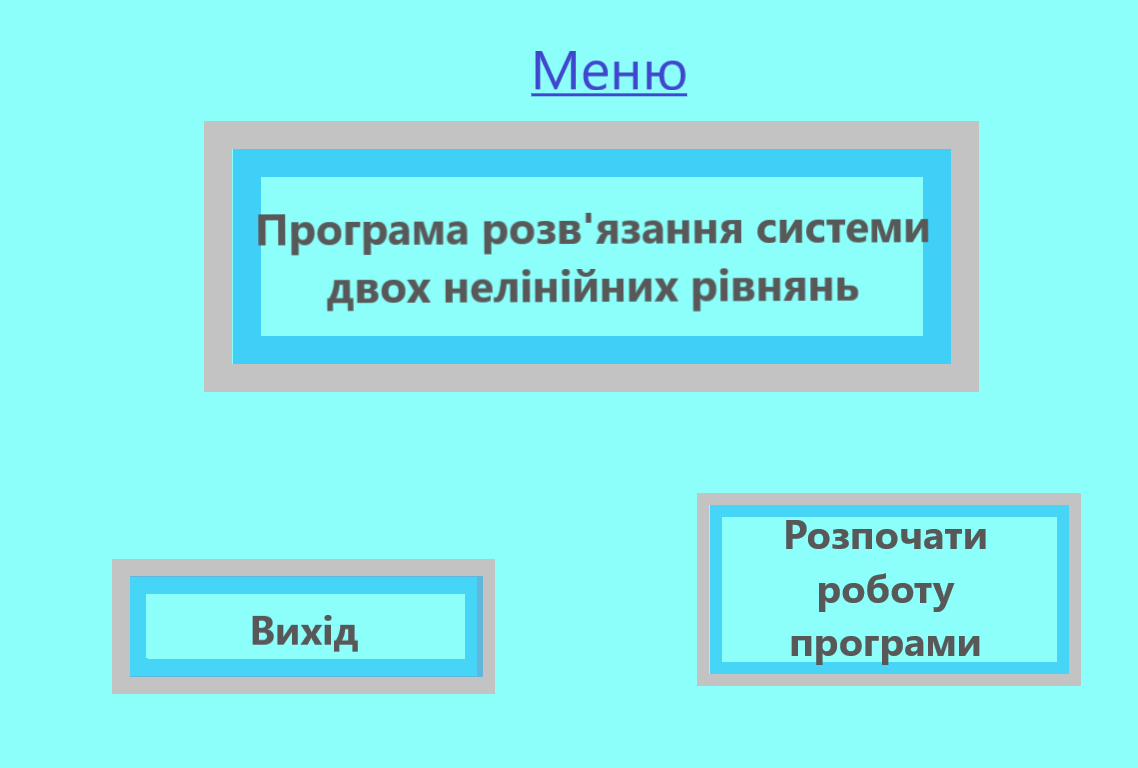 Меню
Програма розв'язання системи
двох нелінійних рівнянь
Вихід
Розпочати
роботу
програми